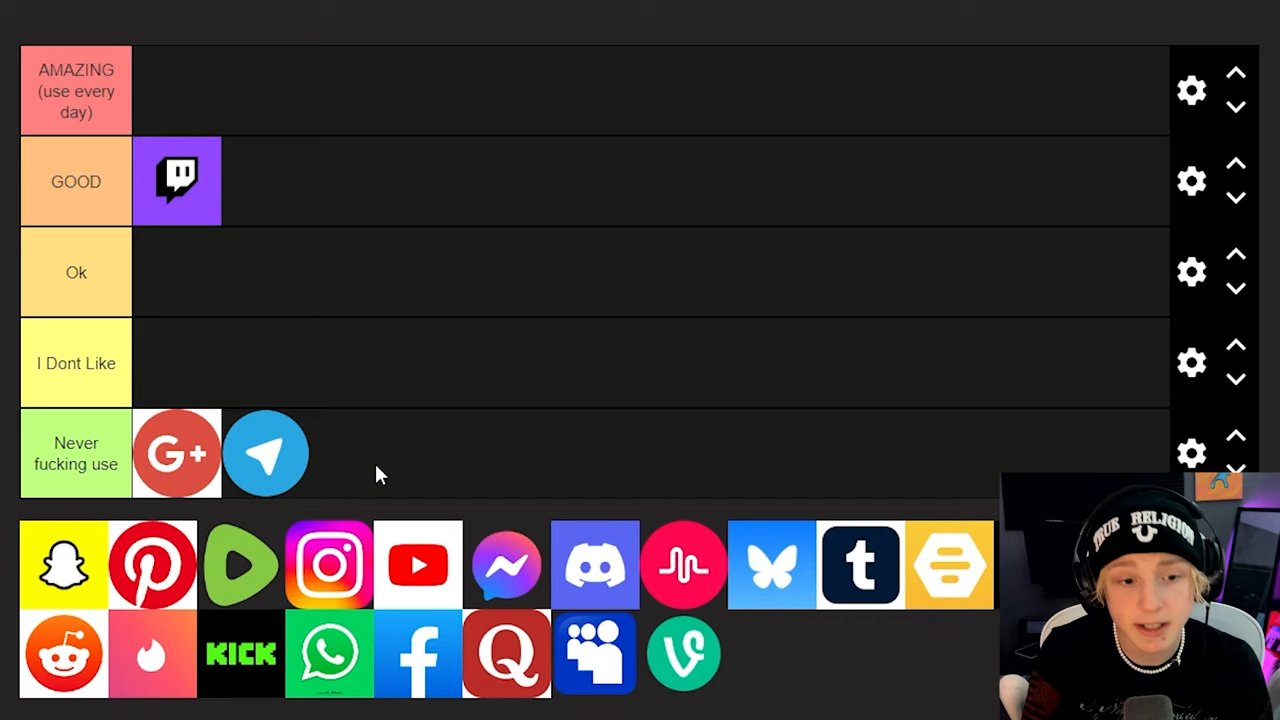 AMAZING
(use every
day)
GOOD
Ok
I Dont Like
Never
fucking use
G+
t
KICK
f
Q
TRUE RELIGION